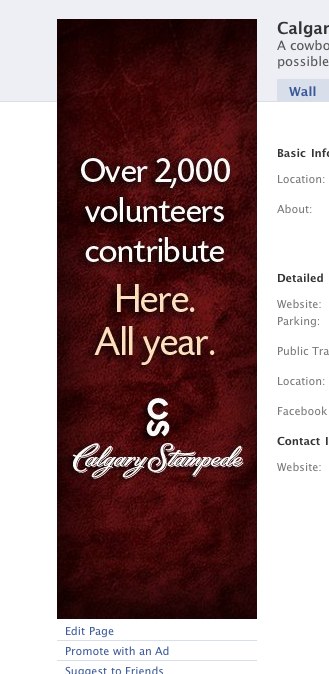 Over 2,000
volunteers
contribute
Here.
All year.
CS
Calgary Stampede
Edit Page
Promote with an Ad
Suggest to Friends
Calgar
A cowbo
possible
Wall
Basic Info
Location:
About:
Detailed
Website:
Parking:
Public Tra
Location:
Facebook
Contact I
Website: